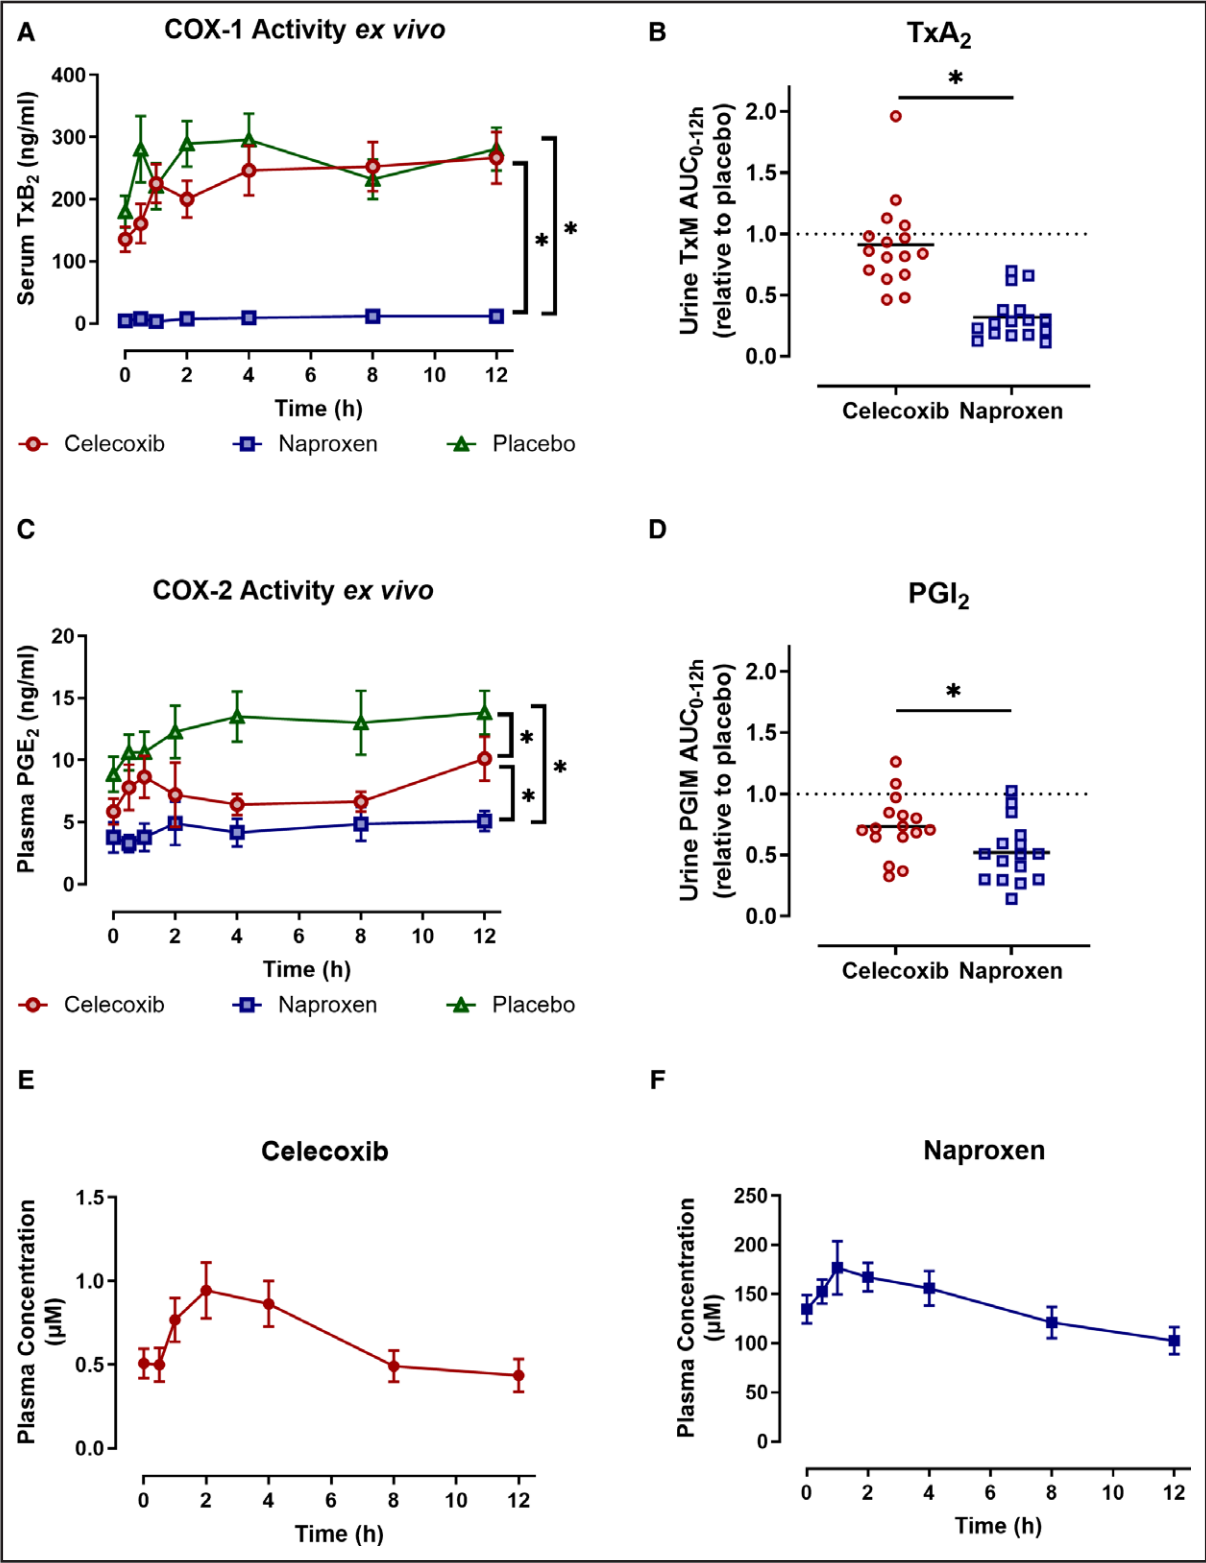 A
COX-1 Activity ex vivo
Serum TxB2 (ng/ml)
400
300
200
100
0
0 2 4 6 8 10 12
Time (h)
* *
Celecoxib Naproxen Placebo
B
TxA2
*
Urine TxM AUC0-12h
(relative to placebo)
2.0
1.5
1.0
0.5
0.0
Celecoxib Naproxen
C
COX-2 Activity ex vivo
Plasma PGE2 (ng/ml)
20
15
10
5
0
0 2 4 6 8 10 12
Time (h)
*
*
*
Celecoxib Naproxen Placebo
D
PGI2
*
Urine PGIM AUC0-12h
(relative to placebo)
2.0
1.5
1.0
0.5
0.0
Celecoxib Naproxen
E
Celecoxib
Plasma Concentration
(µM)
1.5
1.0
0.5
0.0
0 2 4 6 8 10 12
Time (h)
F
Naproxen
Plasma Concentration
(µM)
250
200
150
100
50
0
0 2 4 6 8 10 12
Time (h)